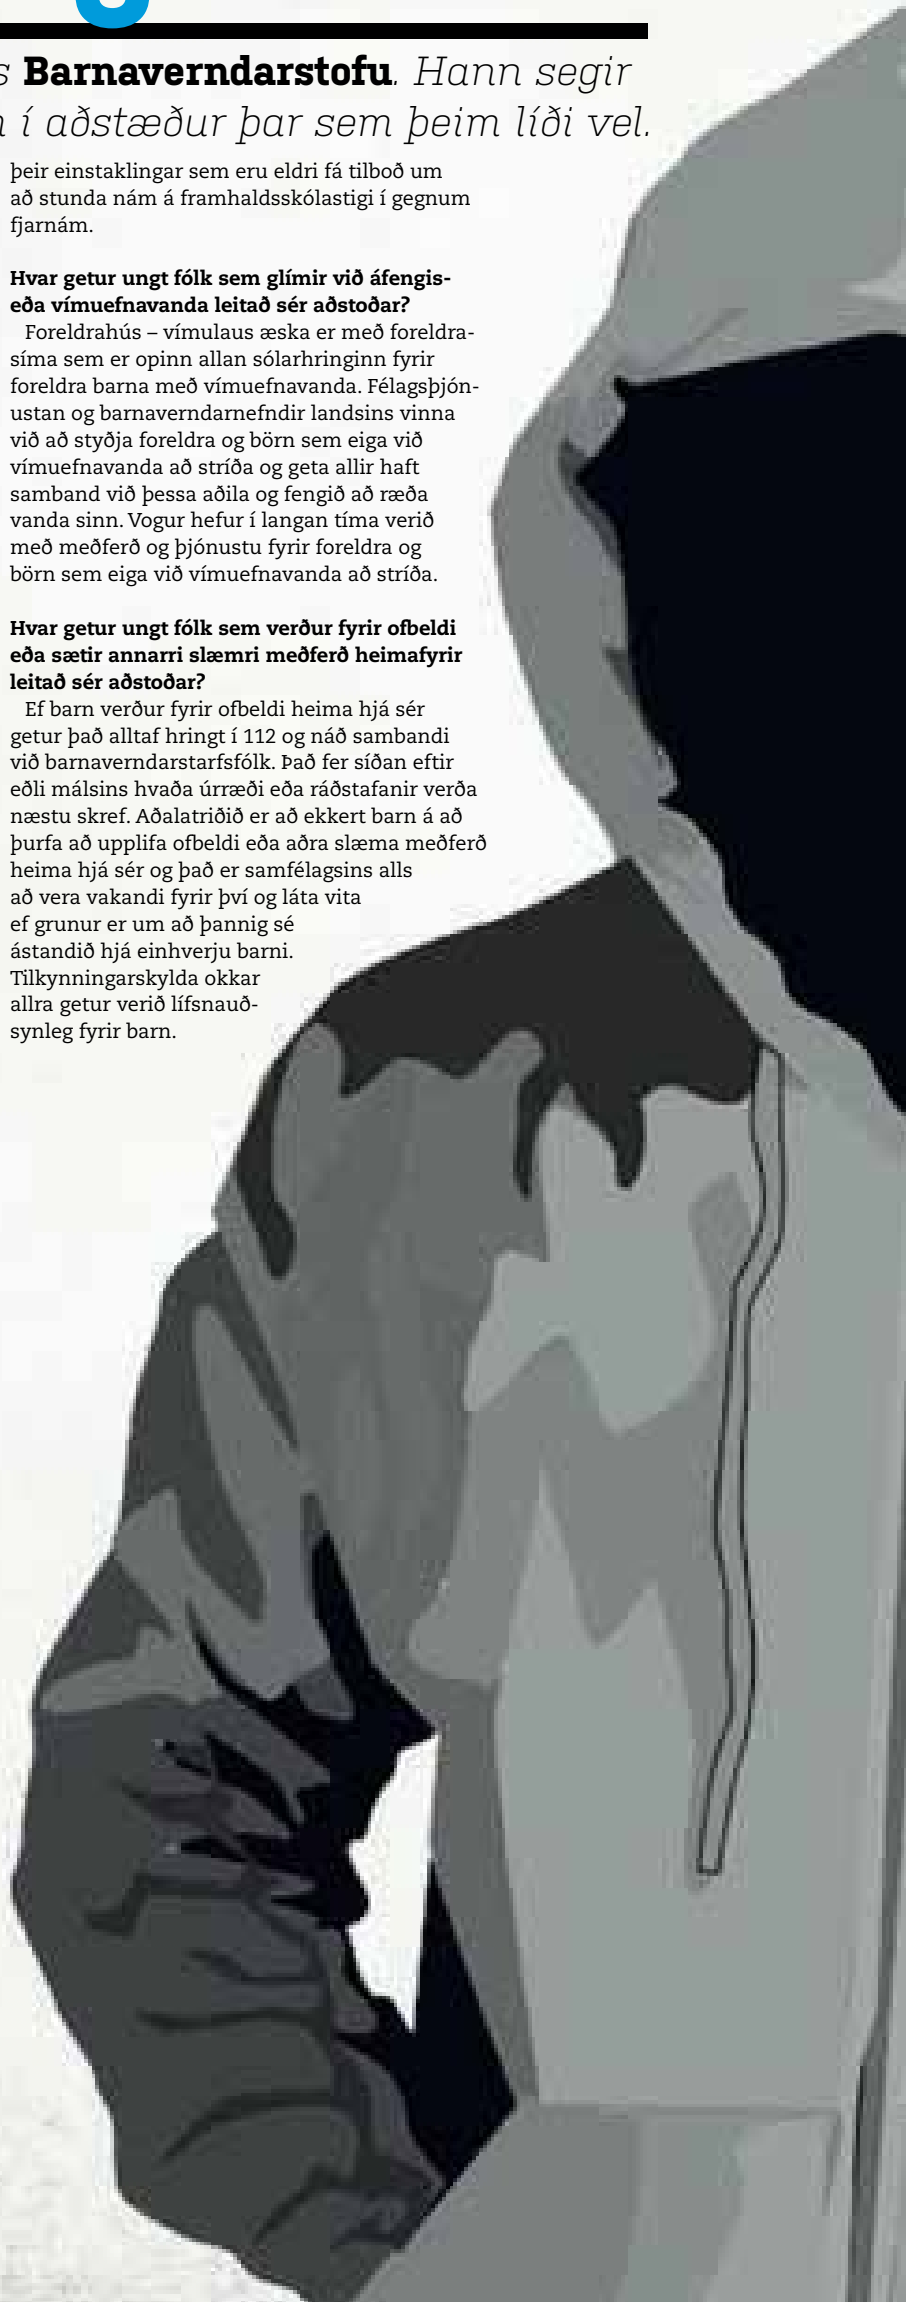 s Barnaverndarstofu. Hann segir
n í aðstæður þar sem þeim líði vel.
þeir einstaklingar sem eru eldri fá tilboð um
að stunda nám á framhaldsskólastigi í gegnum
fjarnám.
Hvar getur ungt fólk sem glímir við áfengis-
eða vímuefnavanda leitað sér aðstoðar?
Foreldrahús – vímulaus æska er með foreldra-
síma sem er opinn allan sólarhringinn fyrir
foreldra barna með vímuefnavanda. Félagsþjón-
ustan og barnaverndarnefndir landsins vinna
við að styðja foreldra og börn sem eiga við
vímuefnavanda að stríða og geta allir haft
samband við þessa aðila og fengið að ræða
vanda sinn. Vogur hefur í langan tíma verið
með meðferð og þjónustu fyrir foreldra og
börn sem eiga við vímuefnavanda að stríða.
Hvar getur ungt fólk sem verður fyrir ofbeldi
eða sætir annarri slæmri meðferð heimafyrir
leitað sér aðstoðar?
Ef barn verður fyrir ofbeldi heima hjá sér
getur það alltaf hringt í 112 og náð sambandi
við barnaverndarstarfsfólk. Það fer síðan eftir
eðli málsins hvaða úrræði eða ráðstafanir verða
næstu skref. Aðalatriðið er að ekkert barn á að
þurfa að upplifa ofbeldi eða aðra slæma meðferð
heima hjá sér og það er samfélagsins alls
að vera vakandi fyrir því og láta vita
ef grunur er um að þannig sé
ástandið hjá einhverju barni.
Tilkynningarskylda okkar
allra getur verið lífsnauð-
synleg fyrir barn.